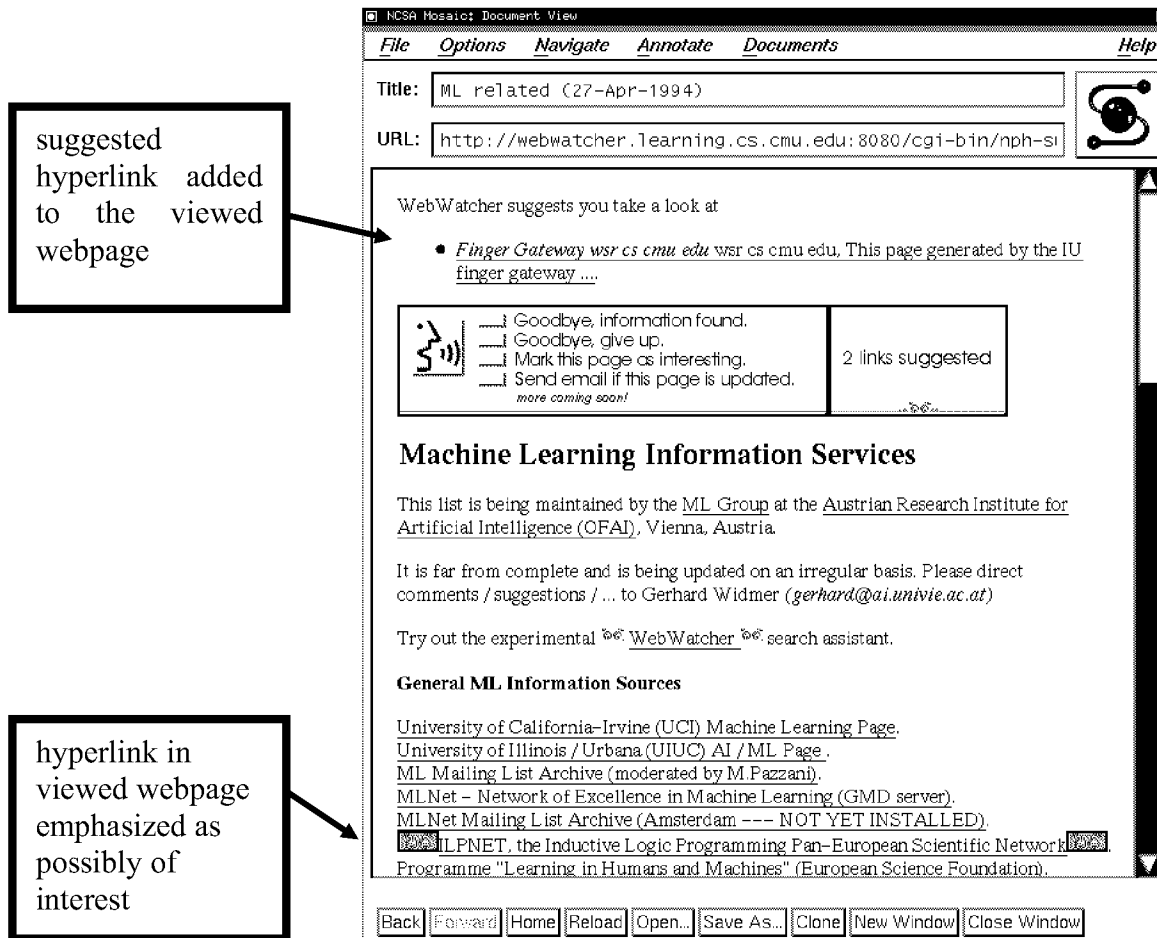 NCSA Mosaic: Document View
File Options Navigate Annotate Documents Help
Title: ML related (27-Apr-1994)
URL: http://webwatcher.learning.cs.cmu.edu:8080/cgi-bin/nph-su
suggested
hyperlink added
to the viewed
webpage
WebWatcher suggests you take a look at
Finger Gateway wsr cs cmu edu wsr cs cmu edu, This page generated by the IU
finger gateway ....
Goodbye, information found.
Goodbye, give up.
Mark this page as interesting.
Send email if this page is updated.
more coming soon!
2 links suggested
Machine Learning Information Services
This list is being maintained by the ML Group at the Austrian Research Institute for
Artificial Intelligence (OFAI), Vienna, Austria.
It is far from complete and is being updated on an irregular basis. Please direct
comments / suggestions / ... to Gerhard Widmer (gerhard@ai.univie.ac.at)
Try out the experimental WebWatcher search assistant.
General ML Information Sources
University of California-Irvine (UCI) Machine Learning Page.
University of Illinois / Urbana (UIUC) AI / ML Page .
ML Mailing List Archive (moderated by M.Pazzani).
MLNet - Network of Excellence in Machine Learning (GMD server).
MLNet Mailing List Archive (Amsterdam --- NOT YET INSTALLED).
ILPNET, the Inductive Logic Programming Pan-European Scientific Network.
Programme "Learning in Humans and Machines" (European Science Foundation).
hyperlink in
viewed webpage
emphasized as
possibly of
interest
Back Forward Home Reload Open... Save As... Clone New Window Close Window